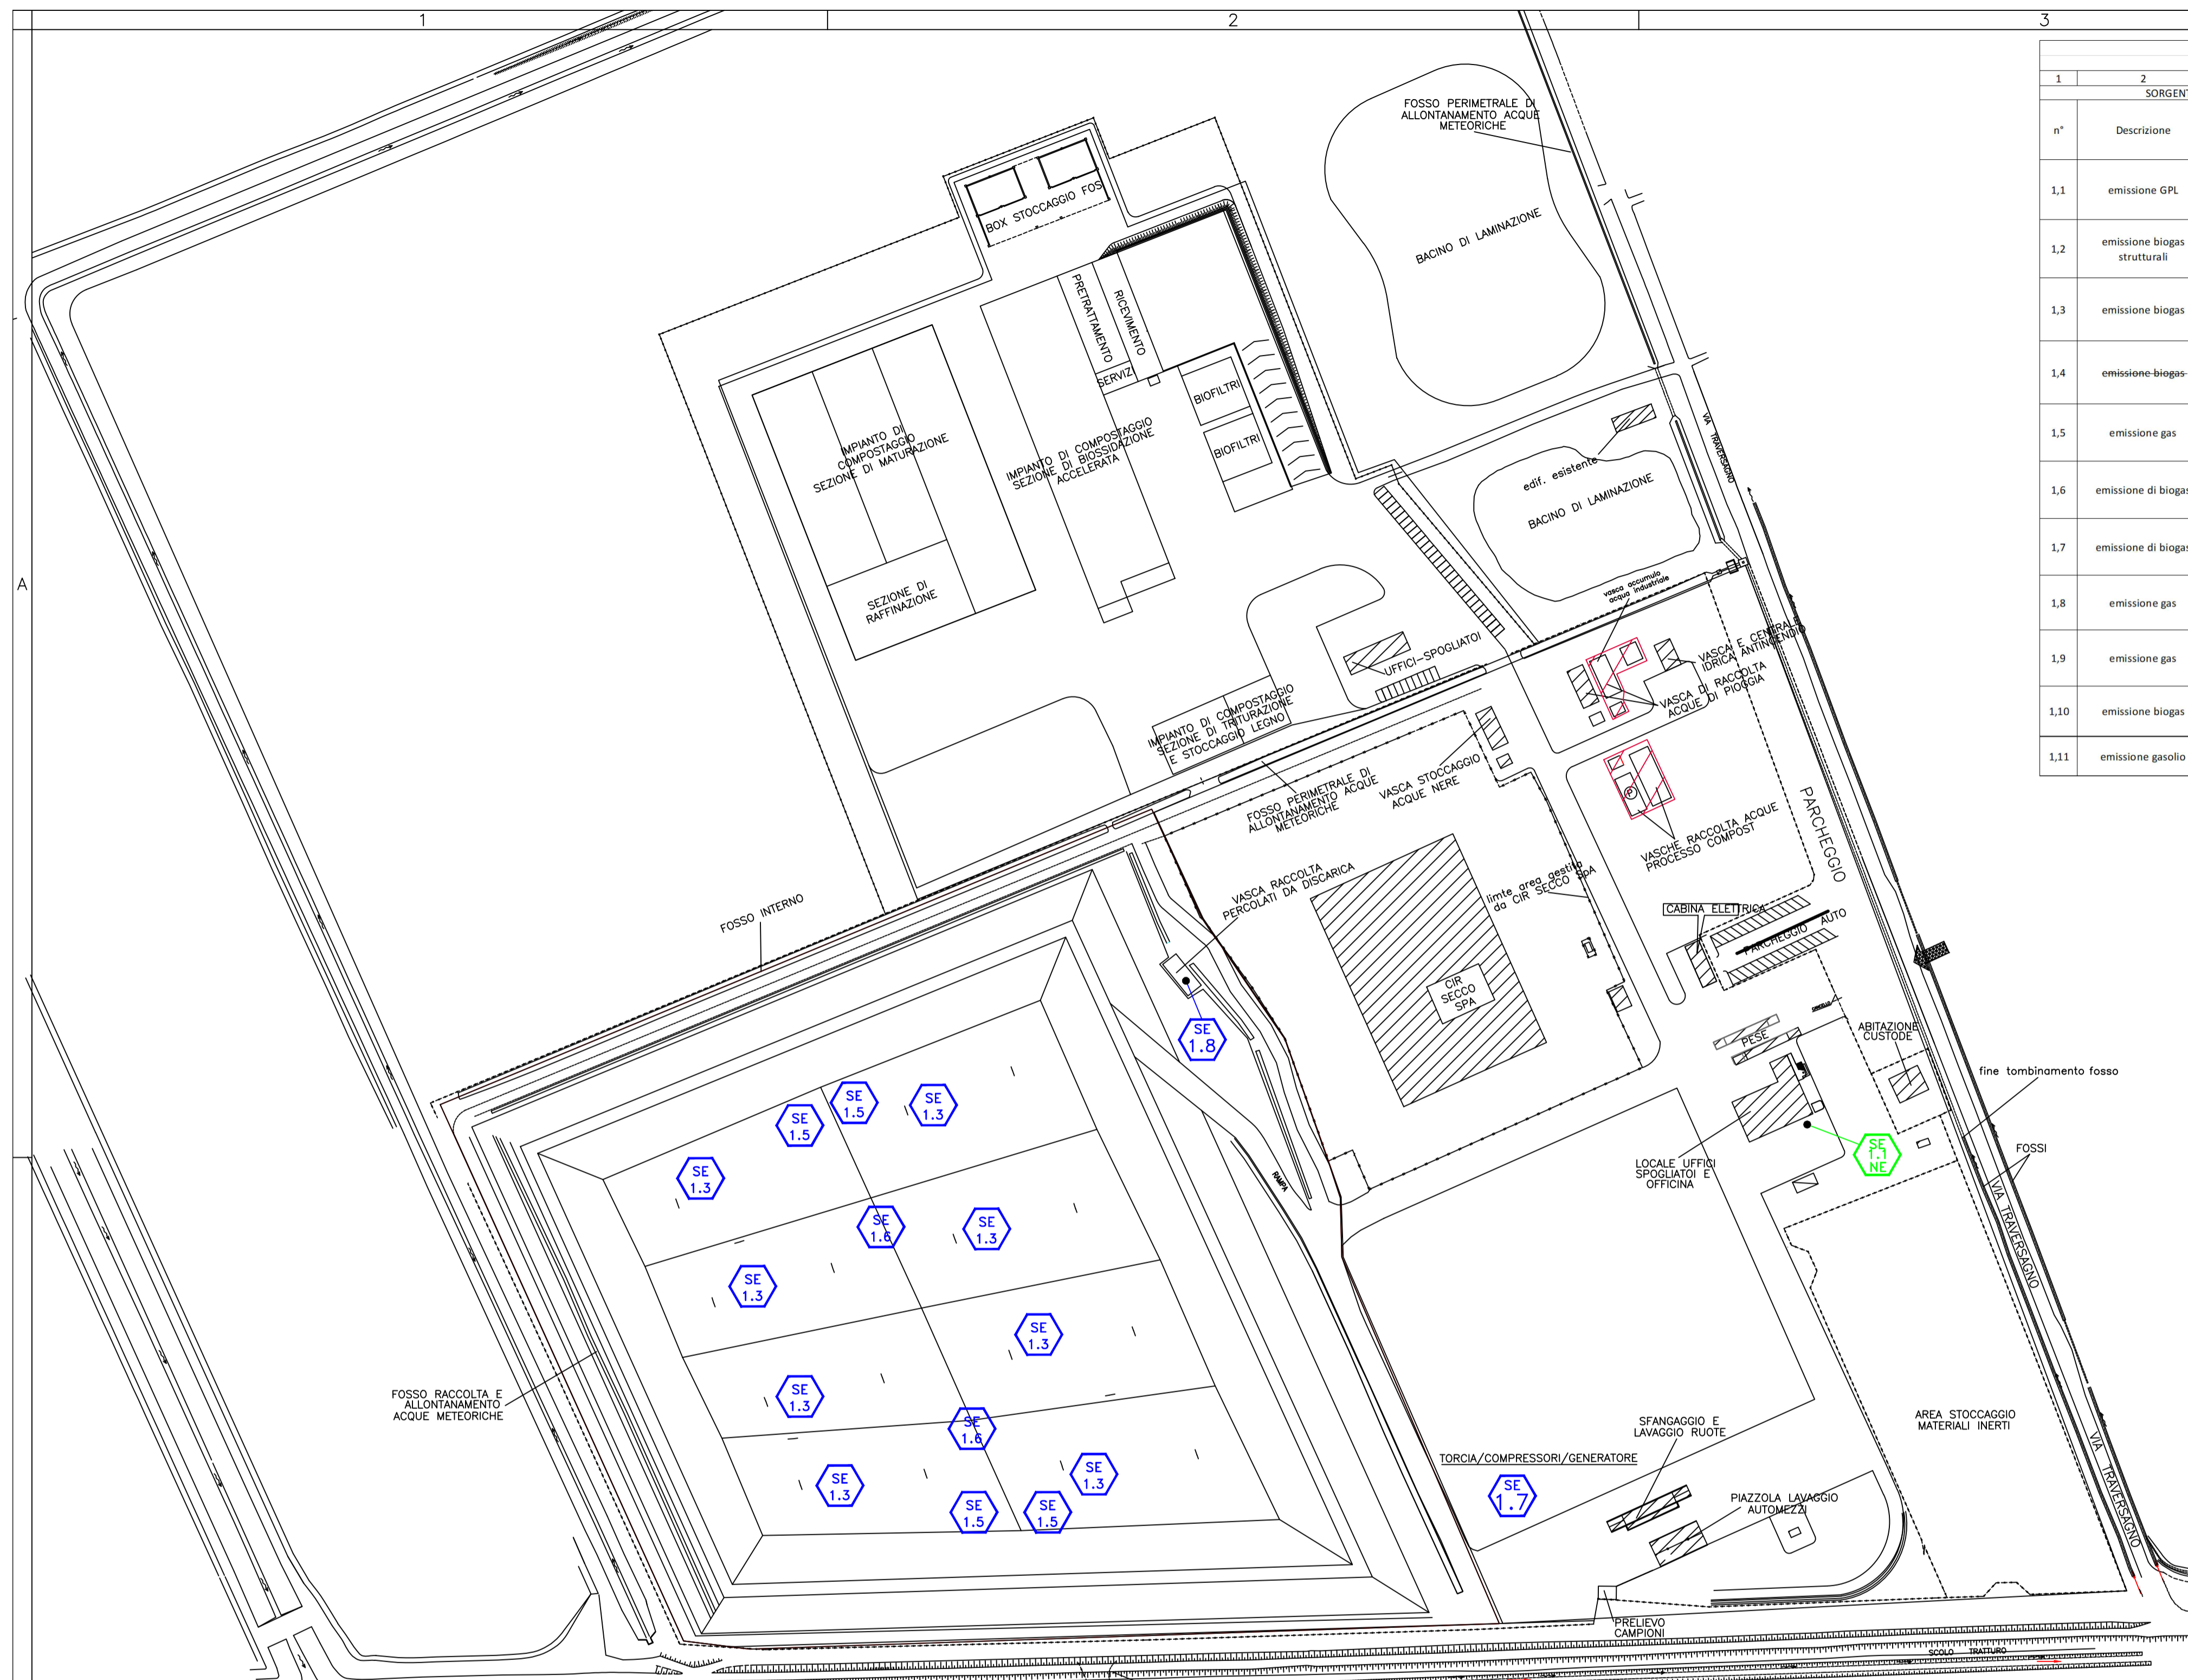 1
2
3
A
1
2
SORGENT
n°
Descrizione
1,1
emissione GPL
1,2
emissione biogas
strutturali
1,3
emissione biogas
1,4
emissione biogas
1,5
emissione gas
1,6
emissione di biogas
1,7
emissione di biogas
1,8
emissione gas
1,9
emissione gas
1,10
emissione biogas
1,11
emissione gasolio
FOSSO PERIMETRALE DI
ALLONTANAMENTO ACQUE
METEORICHE
BOX STOCCAGGIO FOS
BACINO DI LAMINAZIONE
PRETRATTAMENTO
RICEVIMENTO
SERVIZI
BIOFILTRI
BIOFILTRI
IMPIANTO DI
COMPOSTAGGIO
SEZIONE DI MATURAZIONE
IMPIANTO DI COMPOSTAGGIO
SEZIONE DI BIOSSIDAZIONE
ACCELERATA
SEZIONE DI
RAFFINAZIONE
VIA TRAVERSAGNO
edif. esistente
BACINO DI LAMINAZIONE
vasca accumulo
acqua industriale
UFFICI-SPOGLIATOI
VASCA E CENTRALE
IDRICA ANTINCENDIO
VASCA DI RACCOLTA
ACQUE DI PIOGGIA
IMPIANTO DI COMPOSTAGGIO
SEZIONE DI TRITURAZIONE
E STOCCAGGIO LEGNO
FOSSO PERIMETRALE DI
ALLONTANAMENTO ACQUE
METEORICHE
VASCA STOCCAGGIO
ACQUE NERE
P
VASCHE RACCOLTA ACQUE
PROCESSO COMPOST
PARCHEGGIO
VASCA RACCOLTA
PERCOLATI DA DISCARICA
limte area gestita
da CIR SECCO SpA
CABINA ELETTRICA
PARCHEGGIO AUTO
FOSSO INTERNO
CIR
SECCO
SPA
CANCELLO
PESE
ABITAZIONE
CUSTODE
fine tombinamento fosso
SE
1.8
SE
1.5
SE
1.3
SE
1.5
SE
1.3
SE
1.6
SE
1.3
SE
1.3
SE
1.3
SE
1.3
SE
1.6
SE
1.3
SE
1.3
SE
1.5
SE
1.5
RAMPA
LOCALE UFFICI
SPOGLIATOI E
OFFICINA
SE
1.1
NE
FOSSI
VIA TRAVERSAGNO
FOSSO RACCOLTA E
ALLONTANAMENTO
ACQUE METEORICHE
AREA STOCCAGGIO
MATERIALI INERTI
SFANGAGGIO E
LAVAGGIO RUOTE
TORCIA/COMPRESSORI/GENERATORE
SE
1.7
PIAZZOLA LAVAGGIO
AUTOMEZZI
VIA TRAVERSAGNO
PRELIEVO
CAMPIONI
SCOLO TRATTURO